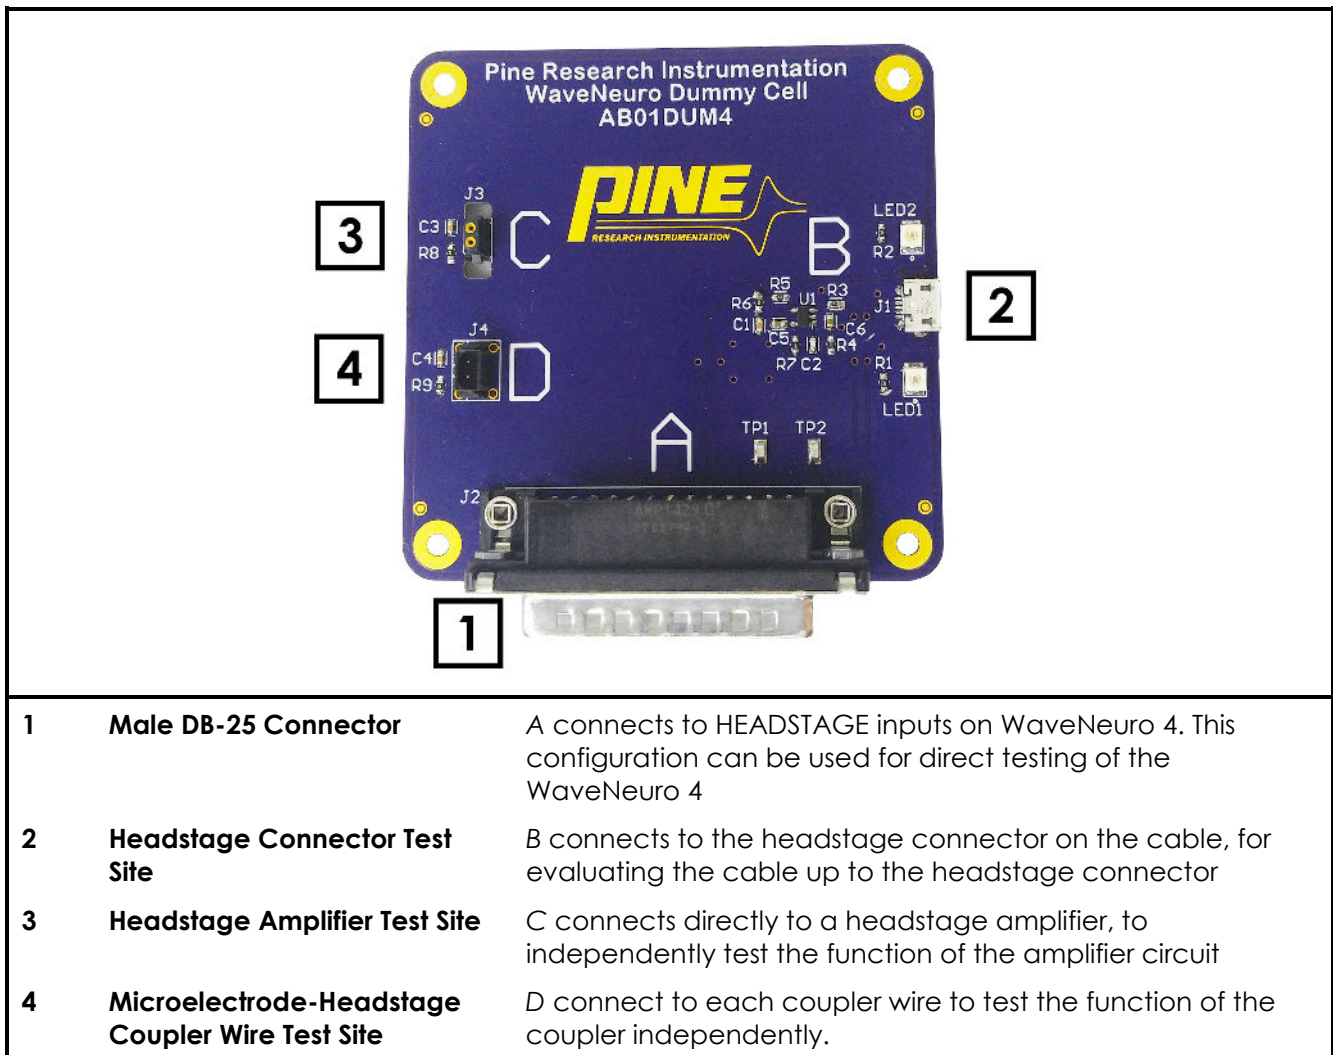 Pine Research Instrumentation
WaveNeuro Dummy Cell
AB01DUM4
PINE
RESEARCH INSTRUMENTATION
J3
C3
R8
C
3
LED2
R2
B
J1
2
R5
R6
U1
R3
C1
C5
C6
R7 C2
R4
R1
LED1
J4
C4
R9
D
4
A
TP1 TP2
J2
1
1 Male DB-25 Connector A connects to HEADSTAGE inputs on WaveNeuro 4. This
configuration can be used for direct testing of the
WaveNeuro 4
2 Headstage Connector Test B connects to the headstage connector on the cable, for
Site evaluating the cable up to the headstage connector
3 Headstage Amplifier Test Site C connects directly to a headstage amplifier, to
independently test the function of the amplifier circuit
4 Microelectrode-Headstage D connect to each coupler wire to test the function of the
Coupler Wire Test Site coupler independently.